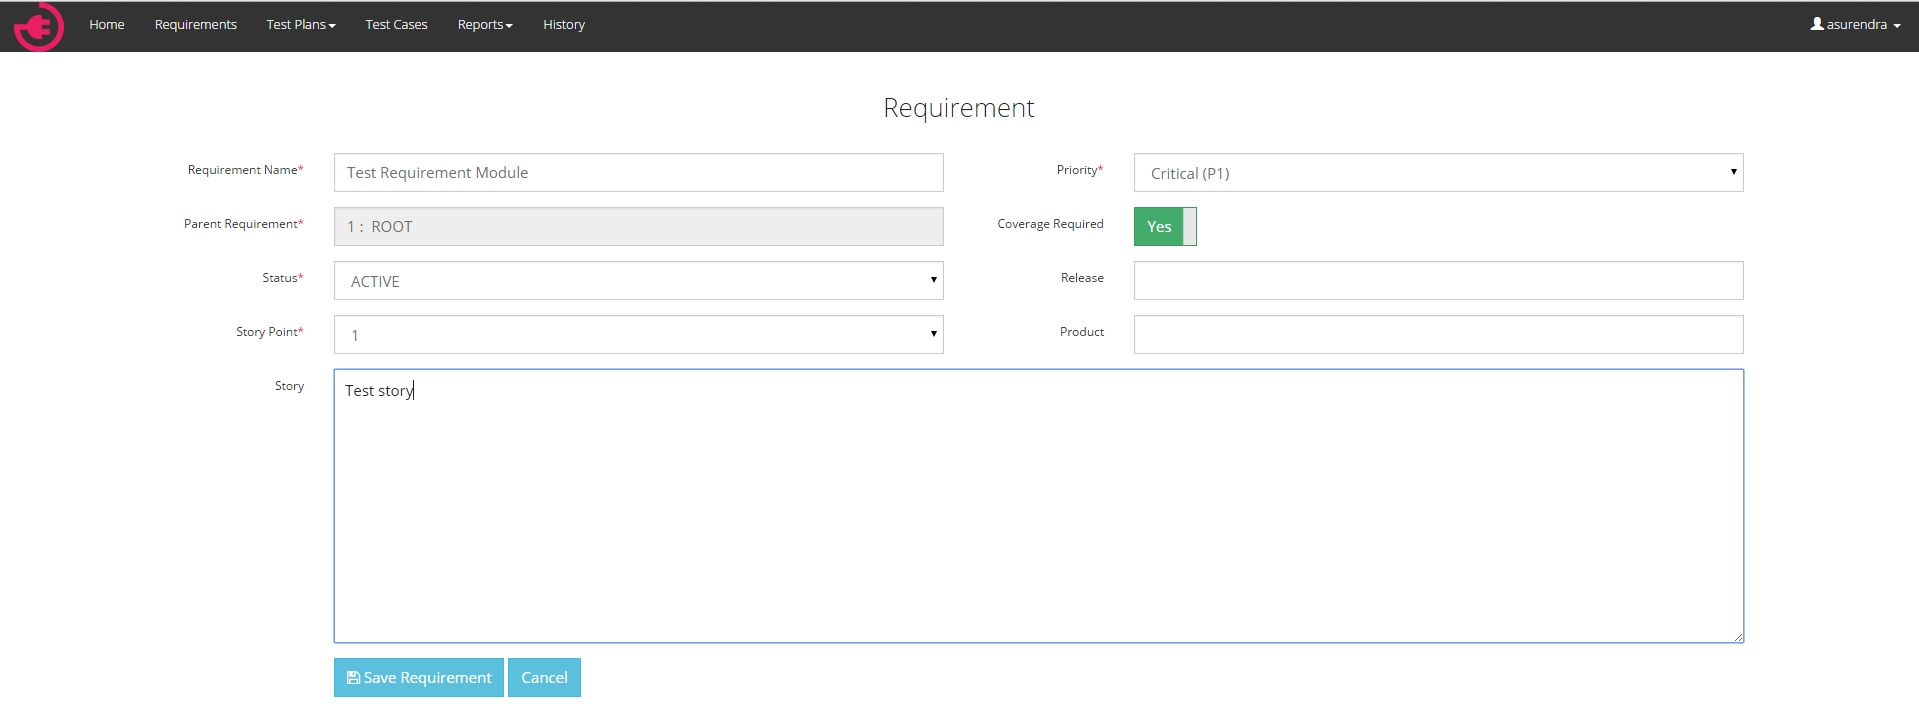 Home Requirements Test Plans Test Cases Reports History asurendra
Requirement
Requirement Name* Test Requirement Module Priority* Critical (P1)
Parent Requirement* 1 : ROOT Coverage Required Yes
Status* ACTIVE Release
Story Point* 1 Product
Story Test story
Save Requirement Cancel